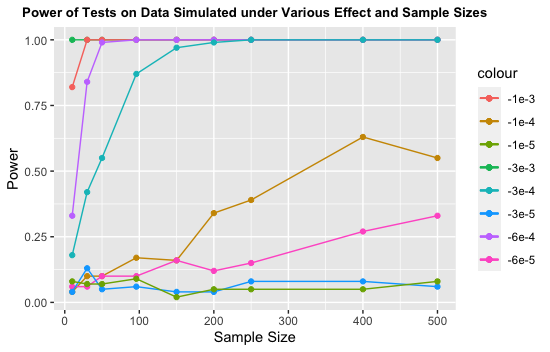 Power of Tests on Data Simulated under Various Effect and Sample Sizes
1.00
0.75
0.50
0.25
0.00
Power
0
100
200
300
400
500
Sample Size
colour
-1e-3
-1e-4
-1e-5
-3e-3
-3e-4
-3e-5
-6e-4
-6e-5